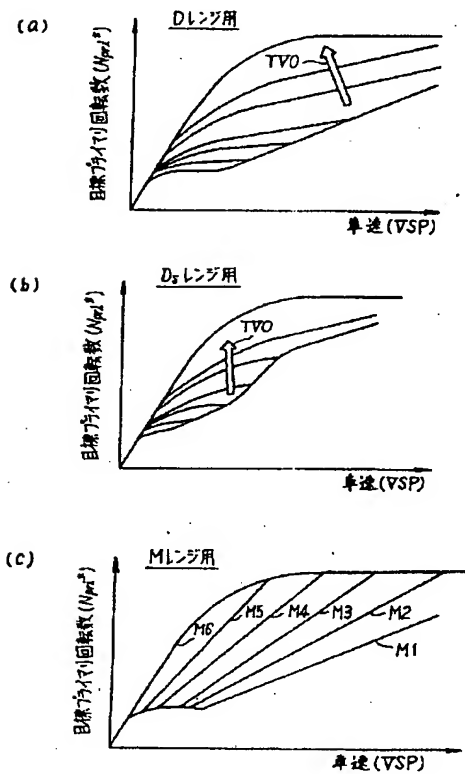 (a)
Dレンジ用
目標プライマリ回転数(Npri*)
TVO
車速(VSP)
(b)
Dsレンジ用
目標プライマリ回転数(Npri*)
TVO
車速(VSP)
(c)
Mレンジ用
目標プライマリ回転数(Npri*)
M6
M5
M4
M3
M2
M1
車速(VSP)